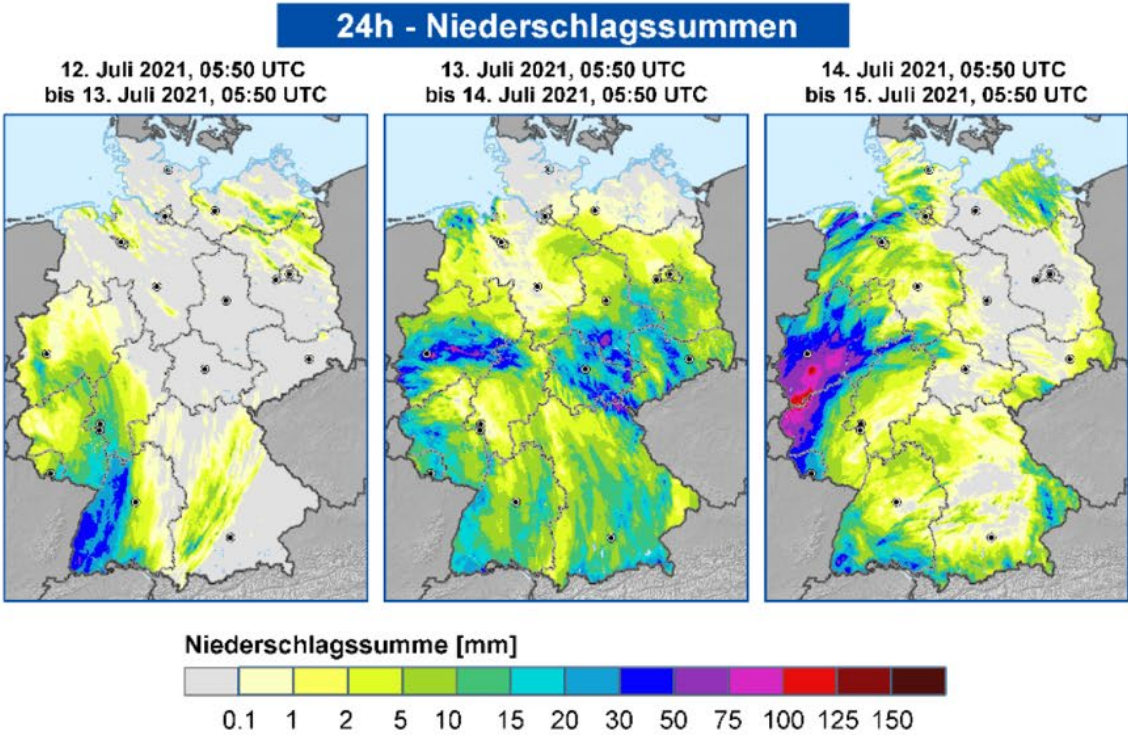 24h - Niederschlagssummen
12. Juli 2021, 05:50 UTC
bis 13. Juli 2021, 05:50 UTC
13. Juli 2021, 05:50 UTC
bis 14. Juli 2021, 05:50 UTC
14. Juli 2021, 05:50 UTC
bis 15. Juli 2021, 05:50 UTC
Niederschlagssumme [mm]
0.1 1 2 5 10 15 20 30 50 75 100 125 150